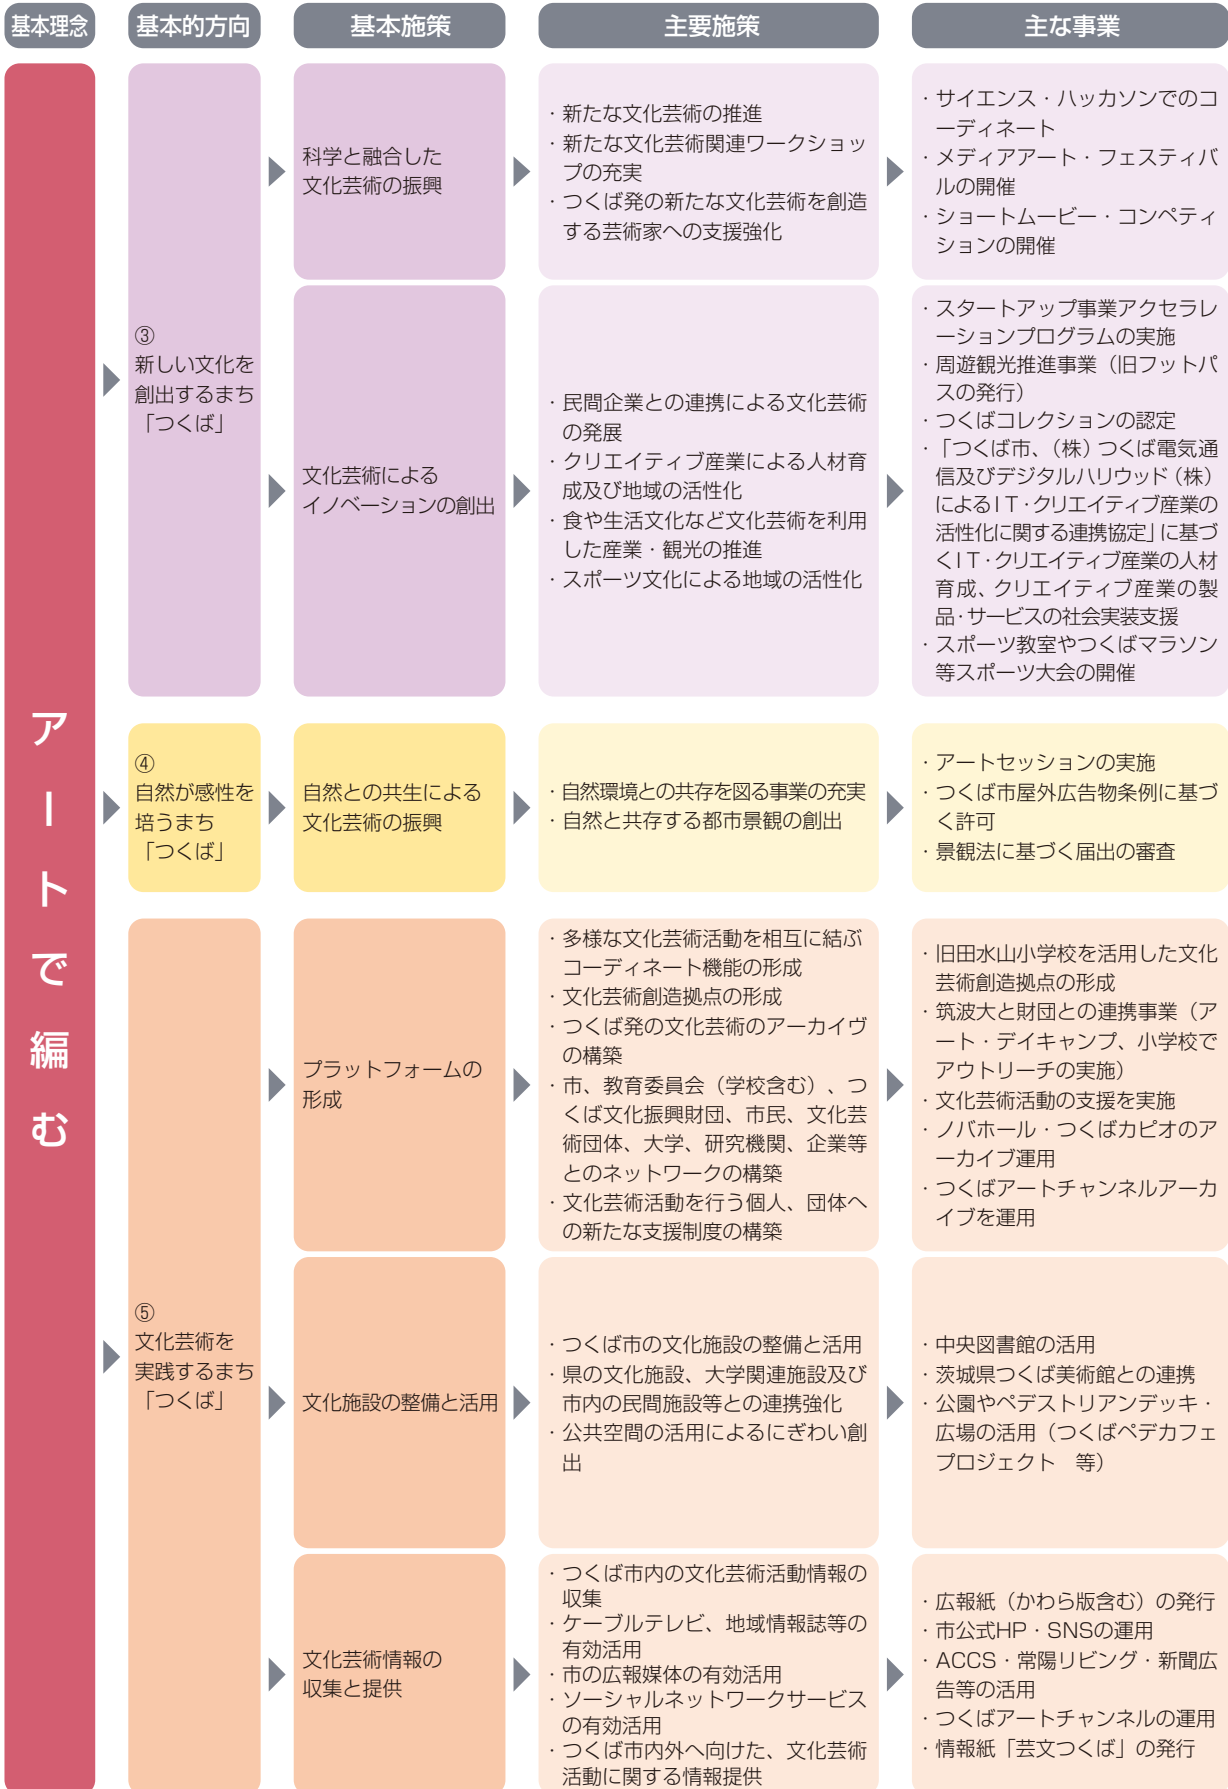 基本理念
基本的方向
基本施策
主要施策
主な事業
アートで編む
③
新しい文化を
創出するまち
「つくば」
科学と融合した
文化芸術の振興
・新たな文化芸術の推進
・新たな文化芸術関連ワークショッ
プの充実
・つくば発の新たな文化芸術を創造
する芸術家への支援強化
・サイエンス・ハッカソンでのコ
ーディネート
・メディアアート・フェスティバ
ルの開催
・ショートムービー・コンペティ
ションの開催
文化芸術による
イノベーションの創出
・民間企業との連携による文化芸術
の発展
・クリエイティブ産業による人材育
成及び地域の活性化
・食や生活文化など文化芸術を利用
した産業・観光の推進
・スポーツ文化による地域の活性化
・スタートアップ事業アクセラレ
ーションプログラムの実施
・周遊観光推進事業（旧フットパ
スの発行）
・つくばコレクションの認定
・「つくば市、（株）つくば電気通
信及びデジタルハリウッド（株）
によるＩＴ・クリエイティブ産業の
活性化に関する連携協定」に基づ
くＩＴ・クリエイティブ産業の人材
育成、クリエイティブ産業の製
品・サービスの社会実装支援
・スポーツ教室やつくばマラソン
等スポーツ大会の開催
④
自然が感性を
培うまち
「つくば」
自然との共生による
文化芸術の振興
・自然環境との共存を図る事業の充実
・自然と共存する都市景観の創出
・アートセッションの実施
・つくば市屋外広告物条例に基づ
く許可
・景観法に基づく届出の審査
⑤
文化芸術を
実践するまち
「つくば」
プラットフォームの
形成
・多様な文化芸術活動を相互に結ぶ
コーディネート機能の形成
・文化芸術創造拠点の形成
・つくば発の文化芸術のアーカイヴ
の構築
・市、教育委員会（学校含む）、つ
くば文化振興財団、市民、文化芸
術団体、大学、研究機関、企業等
とのネットワークの構築
・文化芸術活動を行う個人、団体へ
の新たな支援制度の構築
・旧田水山小学校を活用した文化
芸術創造拠点の形成
・筑波大と財団との連携事業（ア
ート・デイキャンプ、小学校で
アウトリーチの実施）
・文化芸術活動の支援を実施
・ノバホール・つくばカピオのア
ーカイブ運用
・つくばアートチャンネルアーカ
イブを運用
文化施設の整備と活用
・つくば市の文化施設の整備と活用
・県の文化施設、大学関連施設及び
市内の民間施設等との連携強化
・公共空間の活用によるにぎわい創
出
・中央図書館の活用
・茨城県つくば美術館との連携
・公園やペデストリアンデッキ・
広場の活用（つくばペデカフェ
プロジェクト　等）
文化芸術情報の
収集と提供
・つくば市内の文化芸術活動情報の
収集
・ケーブルテレビ、地域情報誌等の
有効活用
・市の広報媒体の有効活用
・ソーシャルネットワークサービス
の有効活用
・つくば市内外へ向けた、文化芸術
活動に関する情報提供
・広報紙（かわら版含む）の発行
・市公式HP・SNSの運用
・ACCS・常陽リビング・新聞広
告等の活用
・つくばアートチャンネルの運用
・情報紙「芸文つくば」の発行